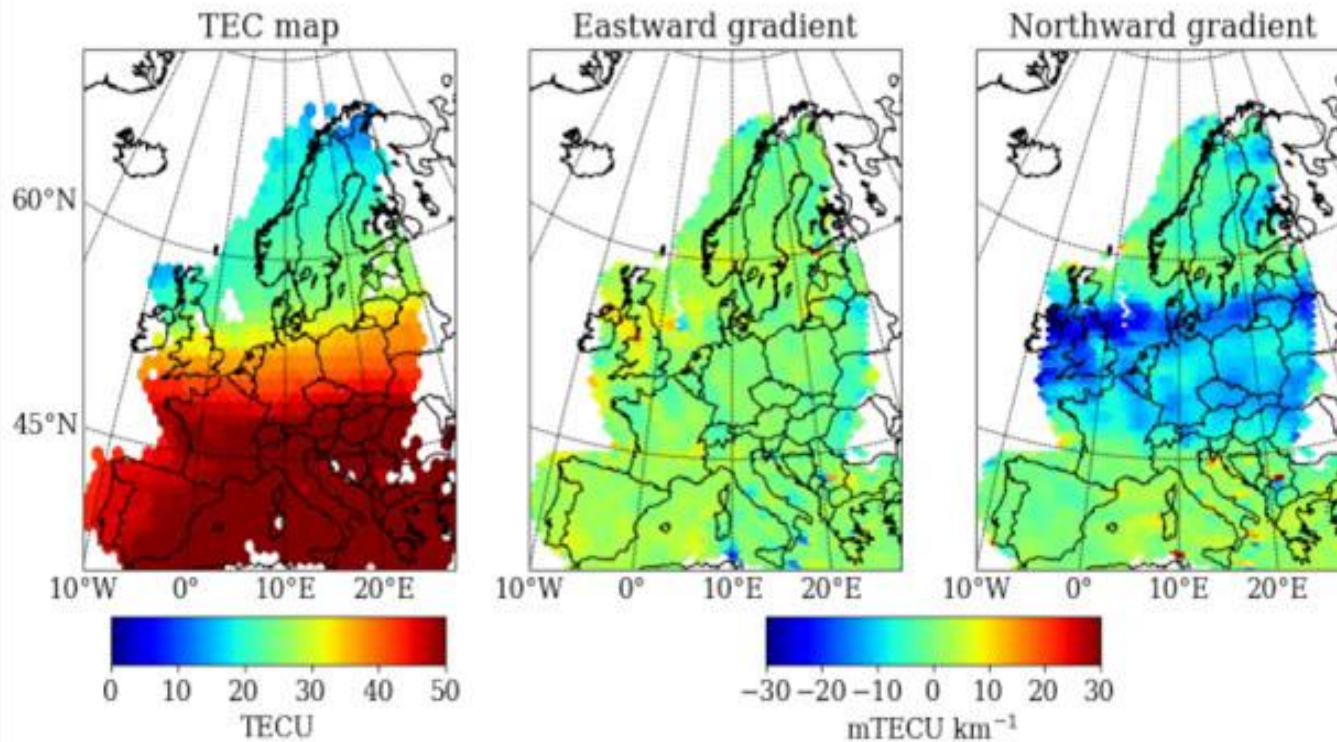 TEC map
Eastward gradient
Northward gradient
60°N
45°N
10°W 0° 10°E 20°E
10°W 0° 10°E 20°E
10°W 0° 10°E 20°E
0 10 20 30 40 50
TECU
−30 −20 −10 0 10 20 30
mTECU km⁻¹